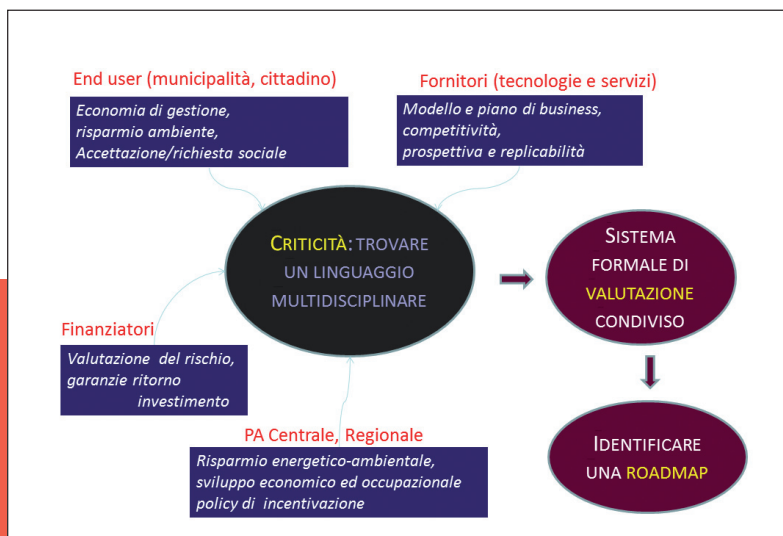 End user (municipalità, cittadino)
Economia di gestione,
risparmio ambiente,
Accettazione/richiesta sociale
Fornitori (tecnologie e servizi)
Modello e piano di business,
competitività,
prospettiva e replicabilità
CRITICITÀ: TROVARE
UN LINGUAGGIO
MULTIDISCIPLINARE
SISTEMA
FORMALE DI
VALUTAZIONE
CONDIVISO
Finanziatori
Valutazione del rischio,
garanzie ritorno
investimento
PA Centrale, Regionale
Risparmio energetico-ambientale,
sviluppo economico ed occupazionale
policy di incentivazione
IDENTIFICARE
UNA ROADMAP